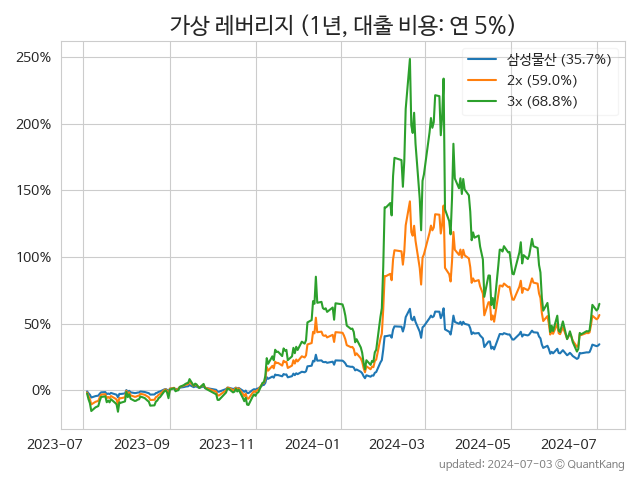 가상 레버리지 (1년, 대출 비용: 연 5%)
삼성물산 (35.7%)
2x (59.0%)
3x (68.8%)
250%
200%
150%
100%
50%
0%
2023-07 2023-09 2023-11 2024-01 2024-03 2024-05 2024-07
updated: 2024-07-03 © QuantKang